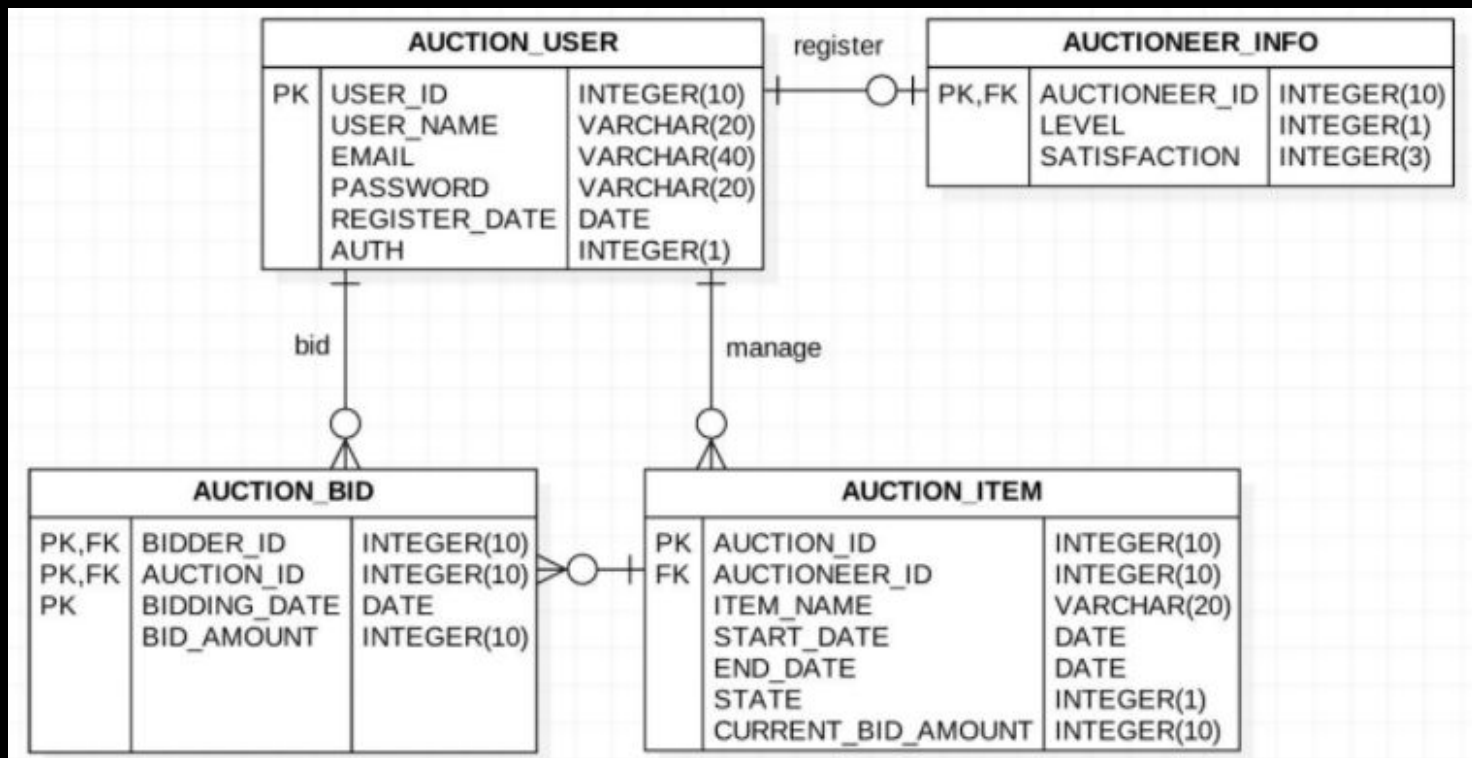 AUCTION_USER
PK USER_ID INTEGER(10)
USER_NAME VARCHAR(20)
EMAIL VARCHAR(40)
PASSWORD VARCHAR(20)
REGISTER_DATE DATE
AUTH INTEGER(1)
register
AUCTIONEER_INFO
PK,FK AUCTIONEER_ID INTEGER(10)
LEVEL INTEGER(1)
SATISFACTION INTEGER(3)
bid
manage
AUCTION_BID
PK,FK BIDDER_ID INTEGER(10)
PK,FK AUCTION_ID INTEGER(10)
PK BIDDING_DATE DATE
BID_AMOUNT INTEGER(10)
AUCTION_ITEM
PK AUCTION_ID INTEGER(10)
FK AUCTIONEER_ID INTEGER(10)
ITEM_NAME VARCHAR(20)
START_DATE DATE
END_DATE DATE
STATE INTEGER(1)
CURRENT_BID_AMOUNT INTEGER(10)